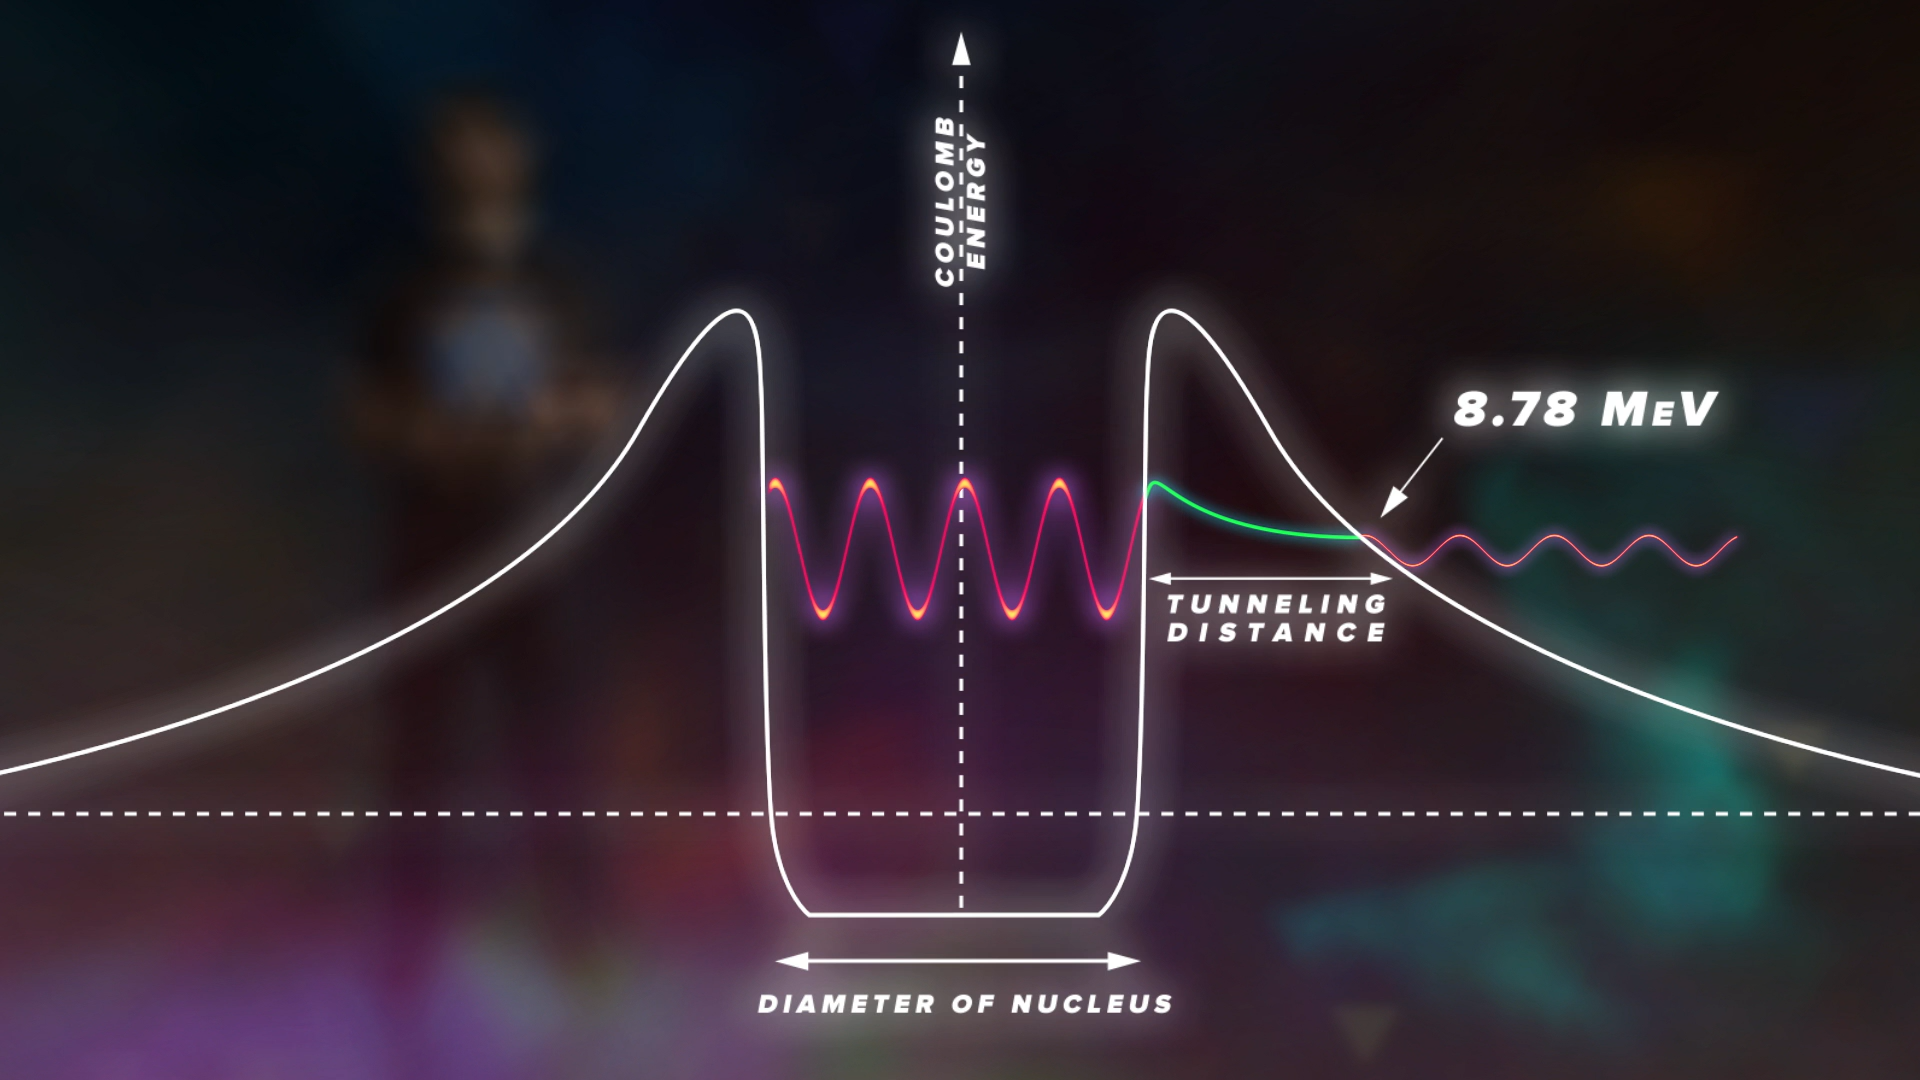 COULOMB
ENERGY
8.78 MeV
TUNNELING
DISTANCE
DIAMETER OF NUCLEUS